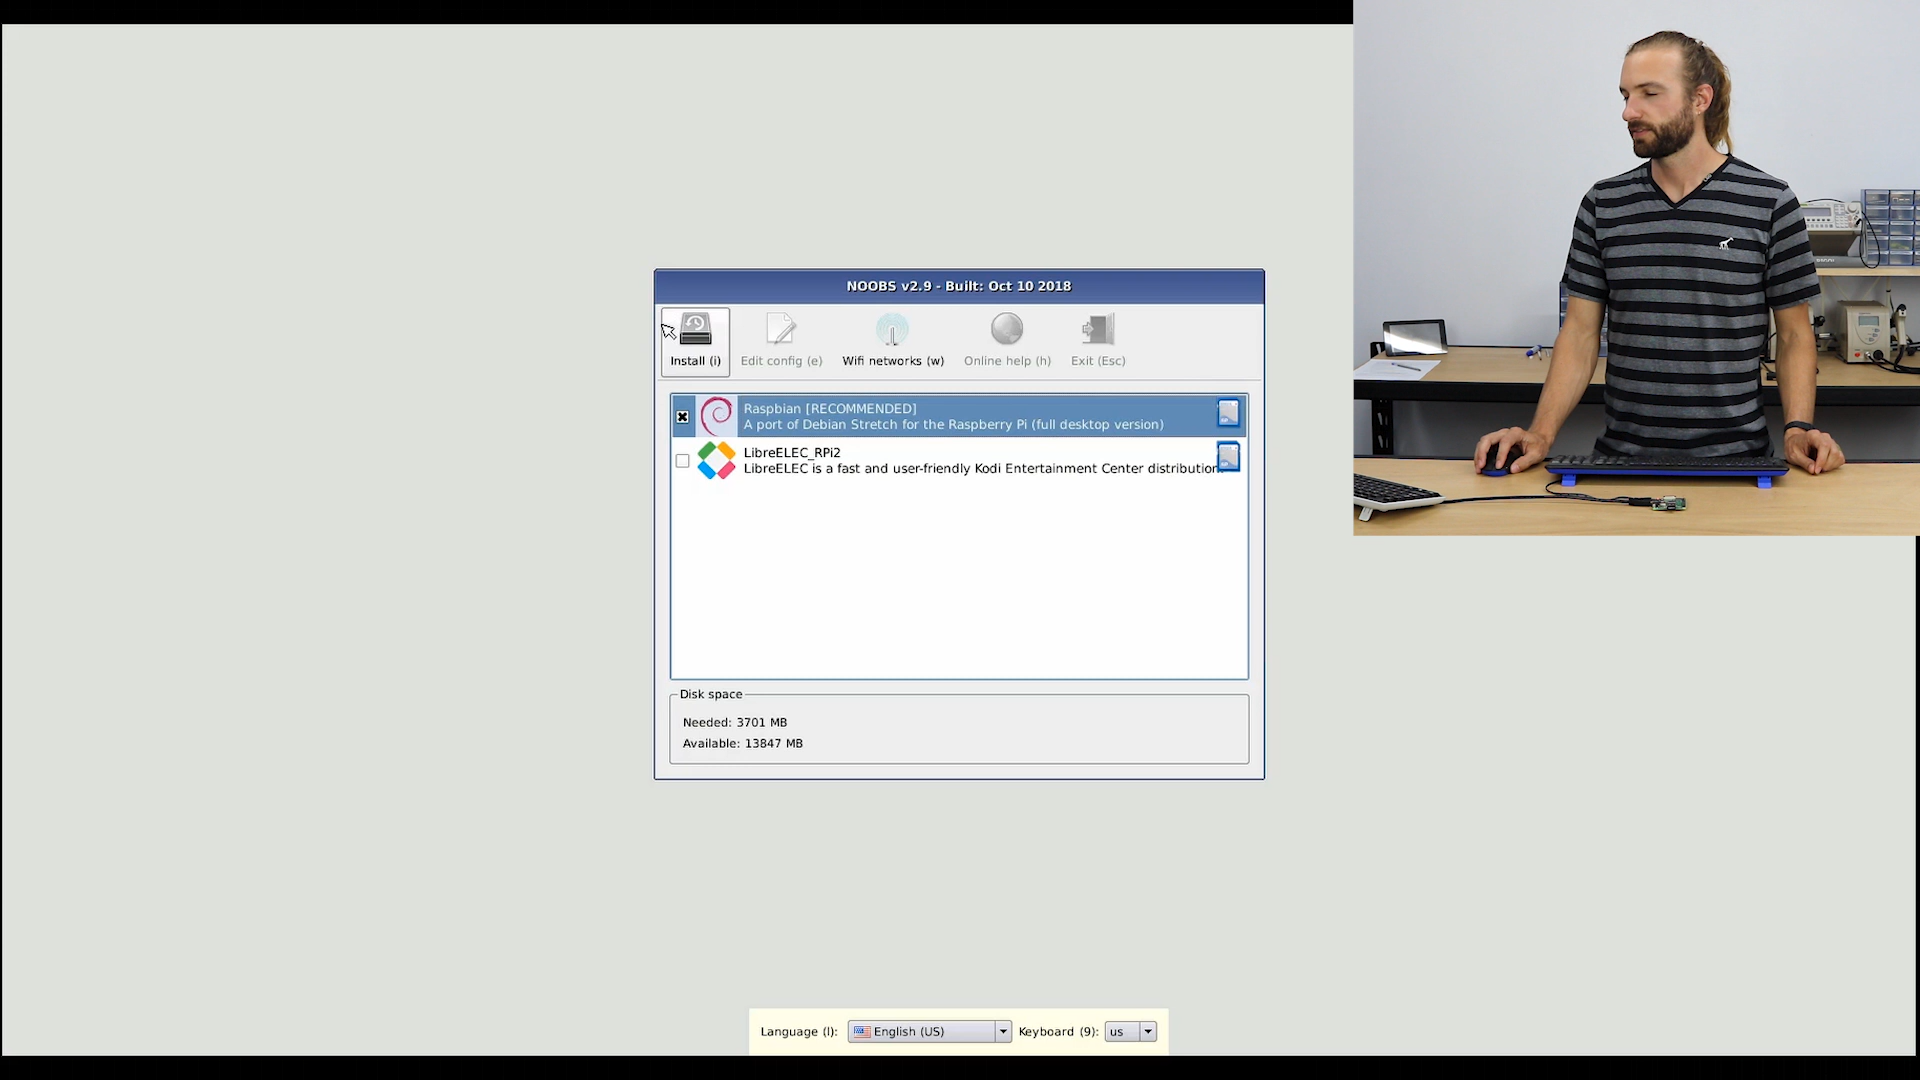 NOOBS v2.9 - Built: Oct 10 2018
Install (i) Edit config (e) Wifi networks (w) Online help (h) Exit (Esc)
Raspbian [RECOMMENDED]
A port of Debian Stretch for the Raspberry Pi (full desktop version)
LibreELEC_RPi2
LibreELEC is a fast and user-friendly Kodi Entertainment Center distribution.
Disk space
Needed: 3701 MB
Available: 13847 MB
Language (l): English (US) Keyboard (9): us